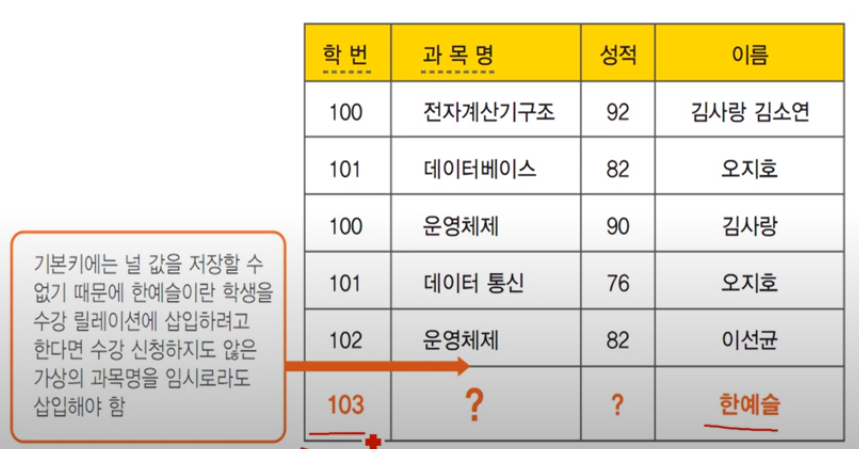 학 번 과 목 명 성적 이름
100 전자계산기구조 92 김사랑 김소연
101 데이터베이스 82 오지호
100 운영체제 90 김사랑
101 데이터 통신 76 오지호
102 운영체제 82 이선균
103 ? ? 한예슬
기본키에는 널 값을 저장할 수
없기 때문에 한예슬이란 학생을
수강 릴레이션에 삽입하려고
한다면 수강 신청하지도 않은
가상의 과목명을 임시로라도
삽입해야 함